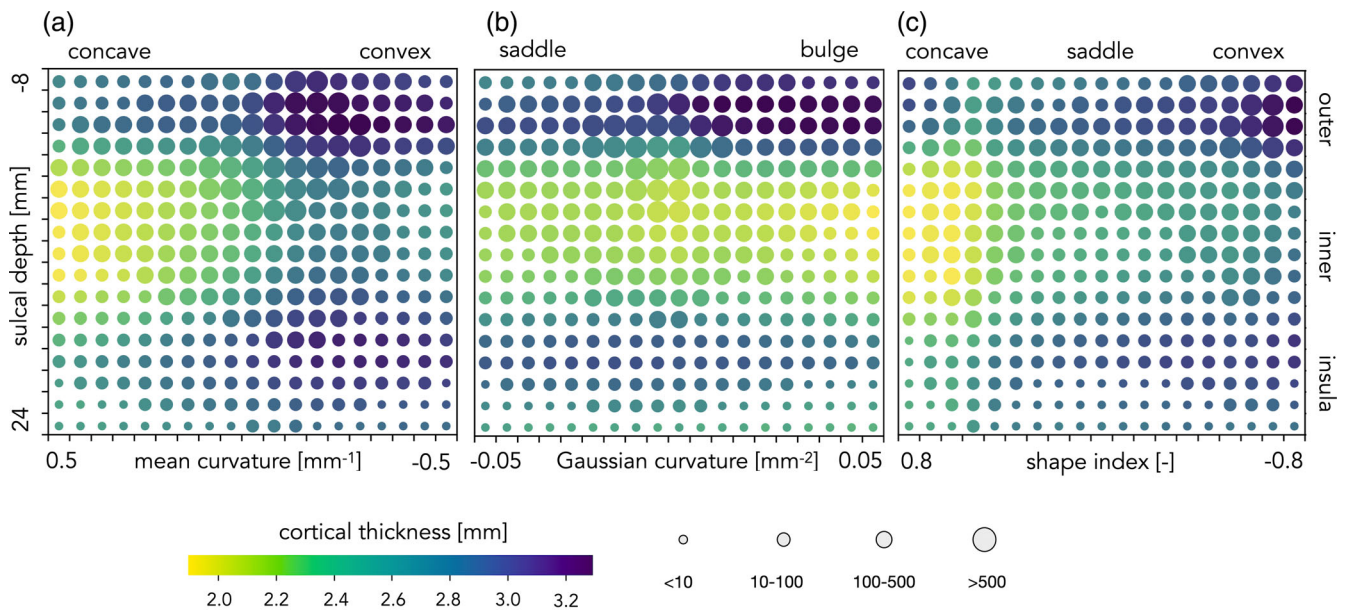 (a) (b) (c)
concave convex saddle bulge concave saddle convex
-8
sulcal depth [mm]
24
outer
inner
insula
0.5 mean curvature [mm-1] -0.5 -0.05 Gaussian curvature [mm-2] 0.05 0.8 shape index [-] -0.8
cortical thickness [mm]
2.0 2.2 2.4 2.6 2.8 3.0 3.2
<10 10-100 100-500 >500